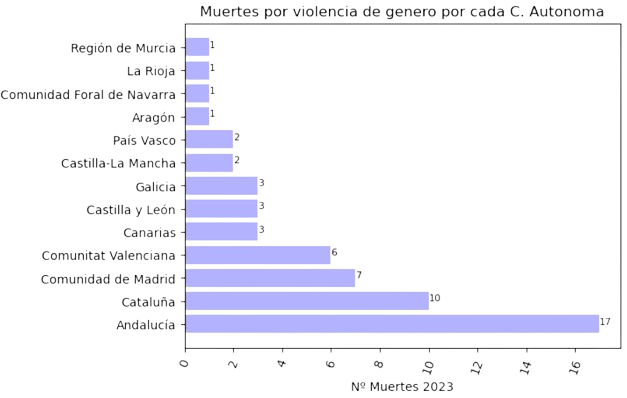 Muertes por violencia de genero por cada C. Autonoma
Región de Murcia 1
La Rioja 1
Comunidad Foral de Navarra 1
Aragón 1
País Vasco 2
Castilla-La Mancha 2
Galicia 3
Castilla y León 3
Canarias 3
Comunitat Valenciana 6
Comunidad de Madrid 7
Cataluña 10
Andalucía 17
0 2 4 6 8 10 12 14 16
Nº Muertes 2023